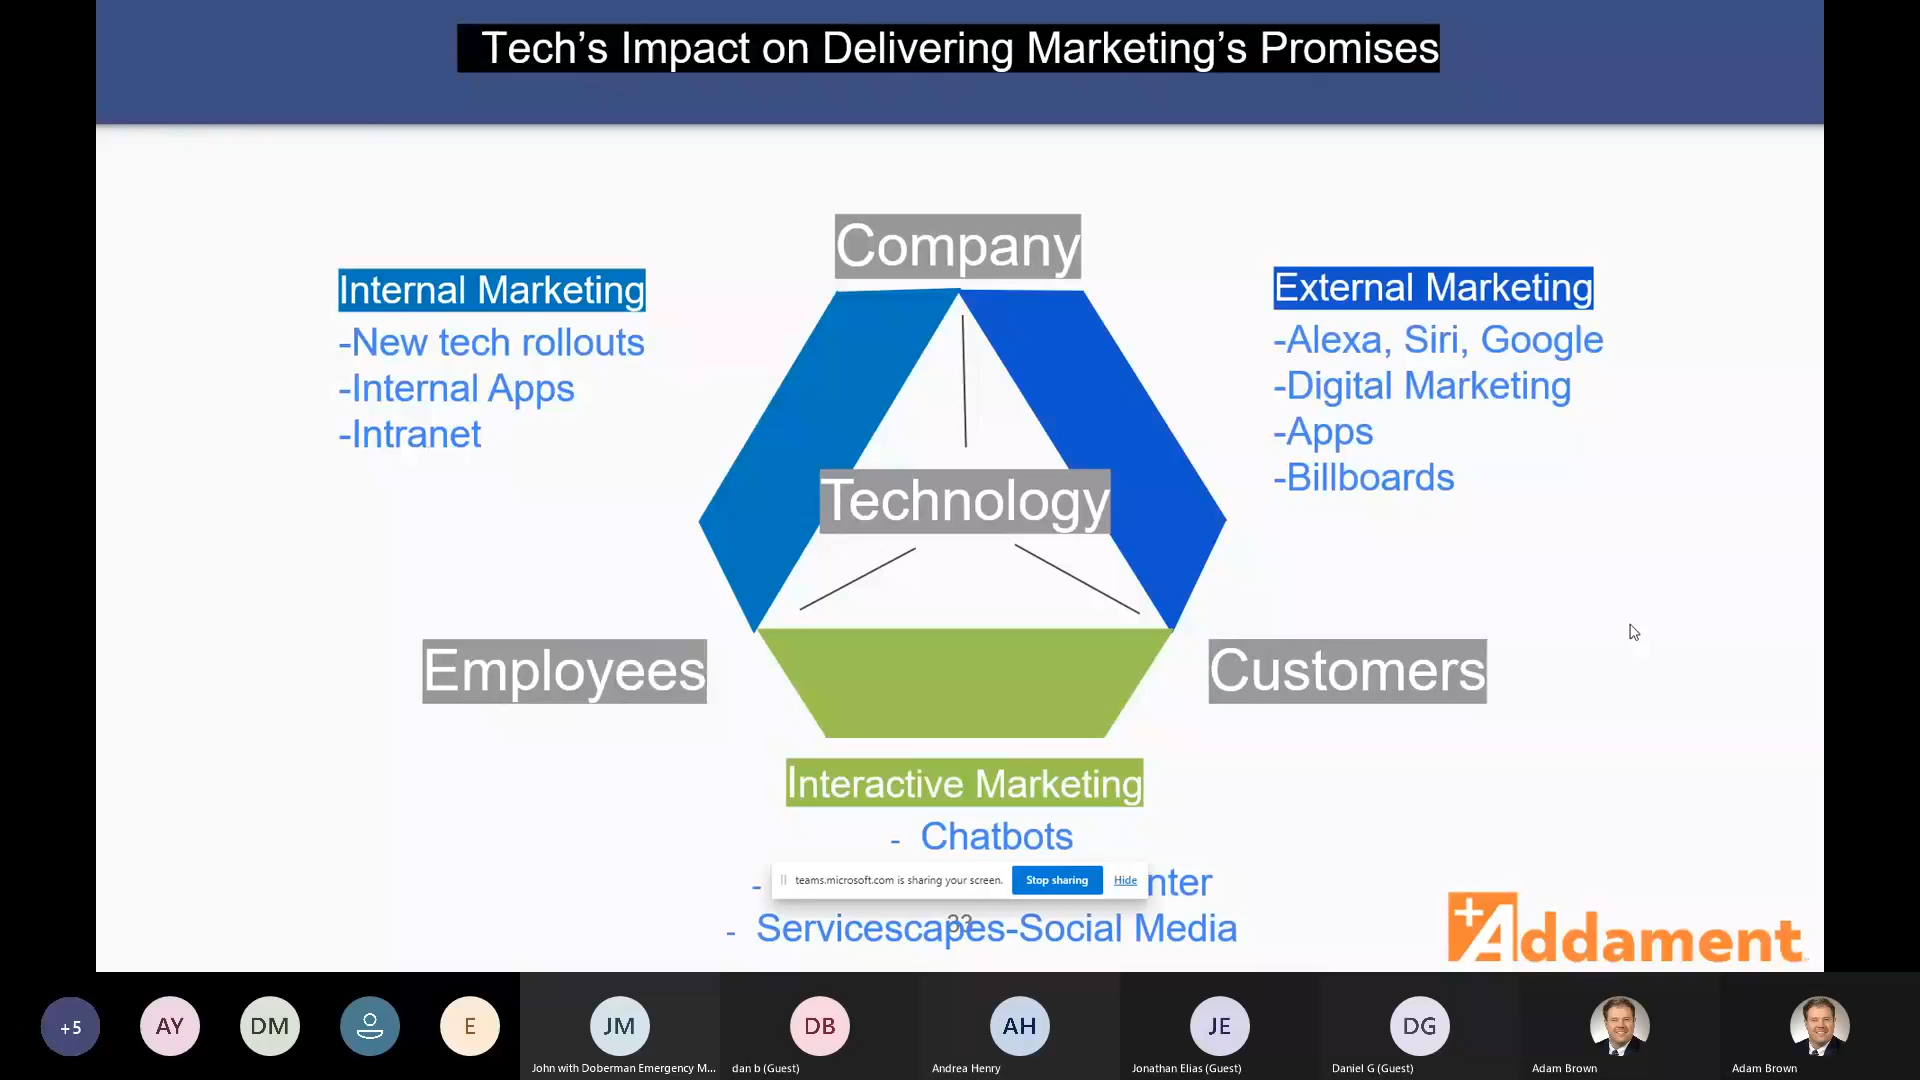 Tech’s Impact on Delivering Marketing’s Promises
Company
Internal Marketing
-New tech rollouts
-Internal Apps
-Intranet
External Marketing
-Alexa, Siri, Google
-Digital Marketing
-Apps
-Billboards
Technology
Employees
Customers
Interactive Marketing
- Chatbots
-
teams.microsoft.com is sharing your screen. Stop sharing Hide
- Servicescapes-Social Media
33
Addament
+5
AY
DM
E
JM
DB
AH
JE
DG
John with Doberman Emergency M...
dan b (Guest)
Andrea Henry
Jonathan Elias (Guest)
Daniel G (Guest)
Adam Brown
Adam Brown